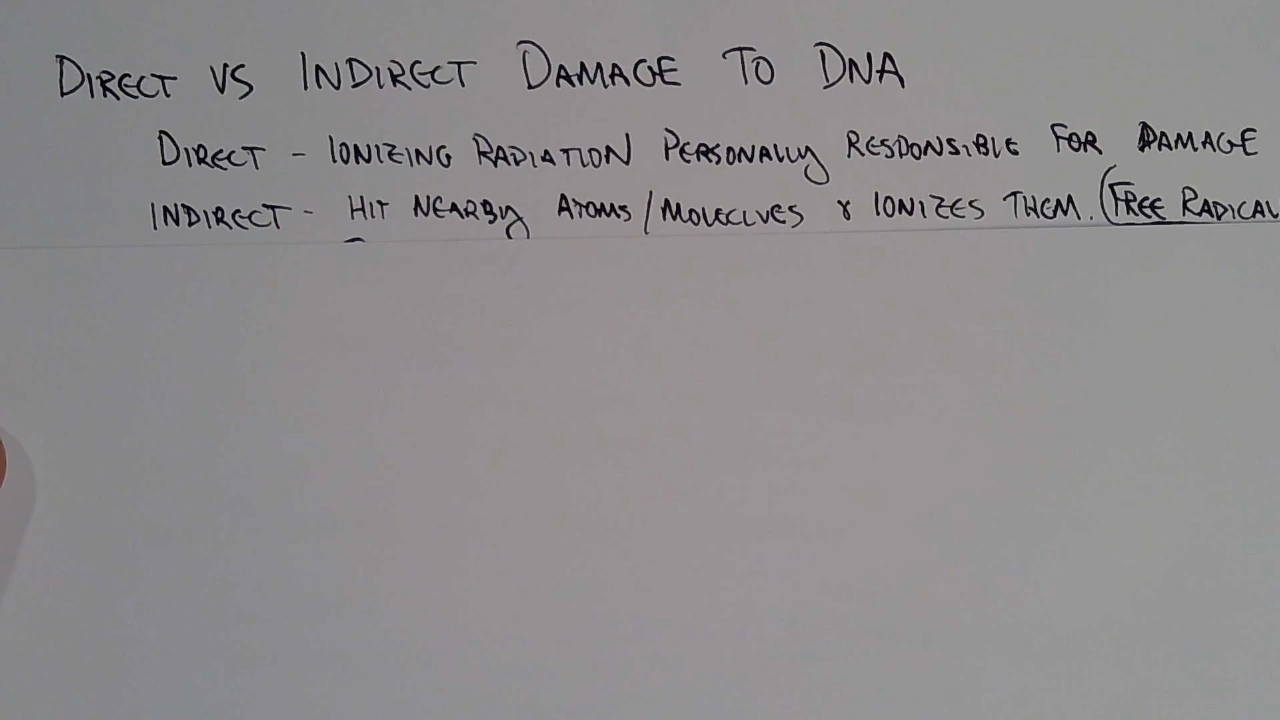 DIRECT VS INDIRECT DAMAGE TO DNA
DIRECT - IONIZING RADIATION PERSONALLY RESPONSIBLE FOR DAMAGE
INDIRECT - HIT NEARBY ATOMS/MOLECULES & IONIZES THEM. (FREE RADICAL